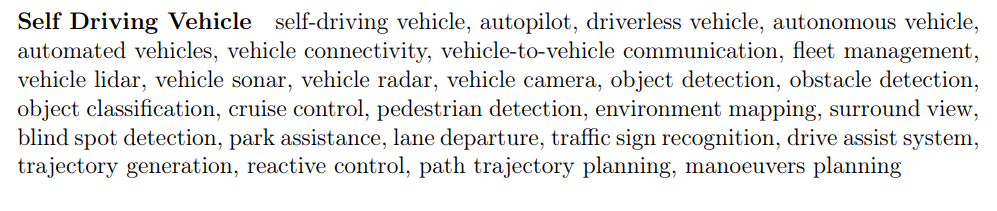 Self Driving Vehicle self-driving vehicle, autopilot, driverless vehicle, autonomous vehicle,
automated vehicles, vehicle connectivity, vehicle-to-vehicle communication, fleet management,
vehicle lidar, vehicle sonar, vehicle radar, vehicle camera, object detection, obstacle detection,
object classification, cruise control, pedestrian detection, environment mapping, surround view,
blind spot detection, park assistance, lane departure, traffic sign recognition, drive assist system,
trajectory generation, reactive control, path trajectory planning, manoeuvers planning